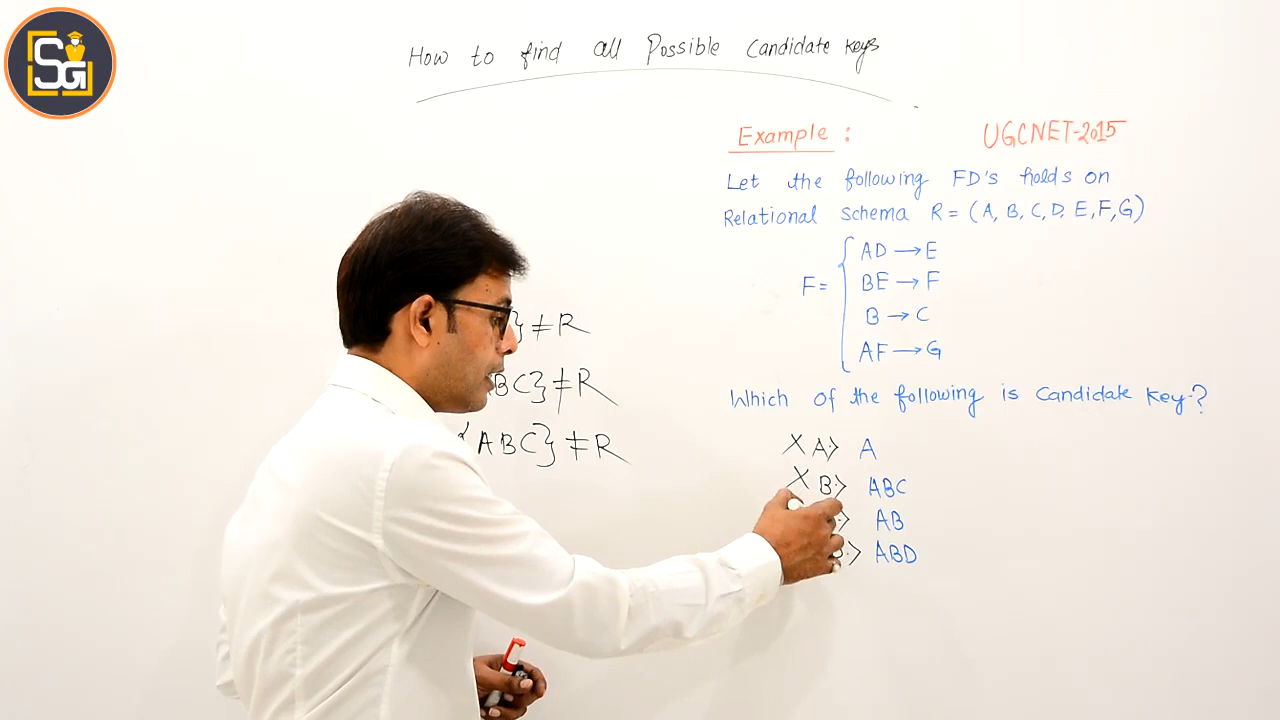 SG
How to find all Possible Candidate keys
Example : UGCNET-2015
Let the following FD's holds on
Relational schema R = (A, B, C, D, E, F, G)
F = {
AD → E
BE → F
B → C
AF → G
} ≠ R
BC} ≠ R
{ABC} ≠ R
Which of the following is Candidate key?
X A> A
X B> ABC
> AB
> ABD